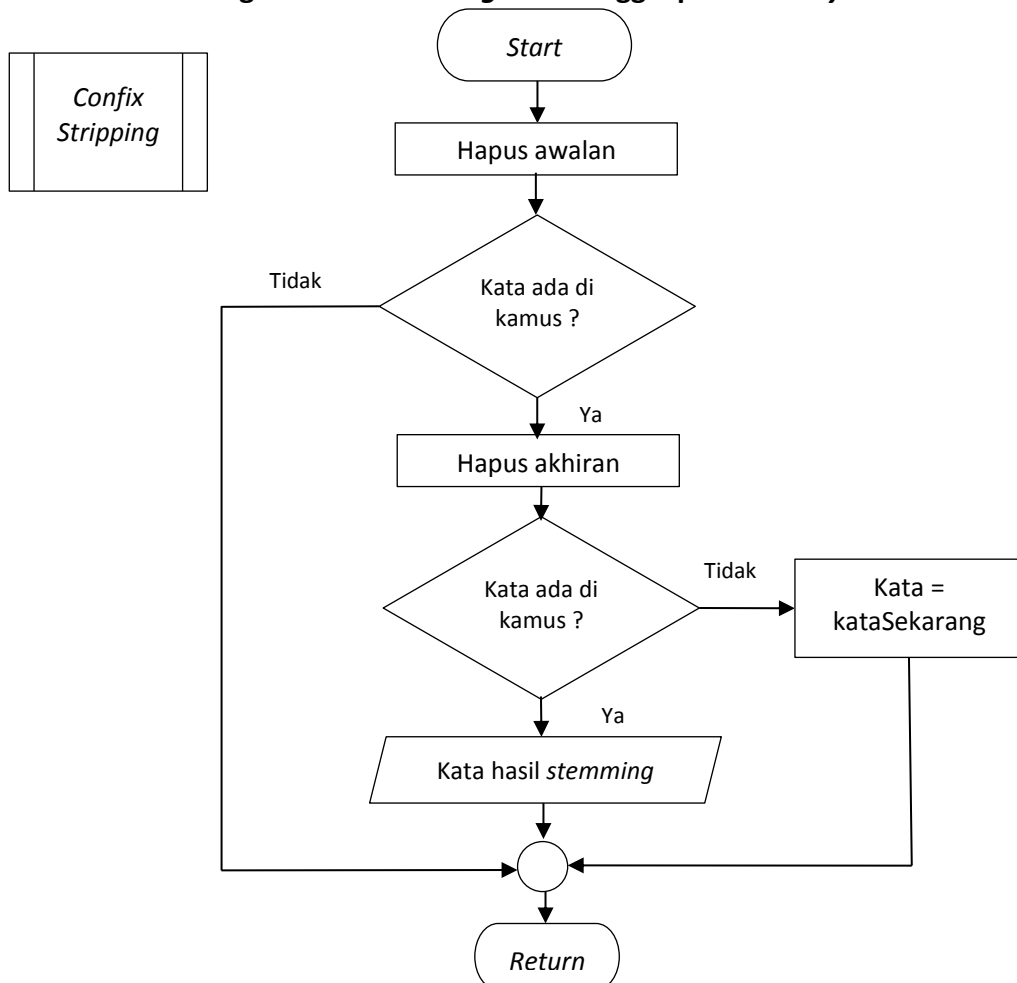 Start
Confix
Stripping
Hapus awalan
Tidak
Kata ada di
kamus ?
Ya
Hapus akhiran
Kata ada di
kamus ?
Tidak
Kata =
kataSekarang
Ya
Kata hasil stemming
Return